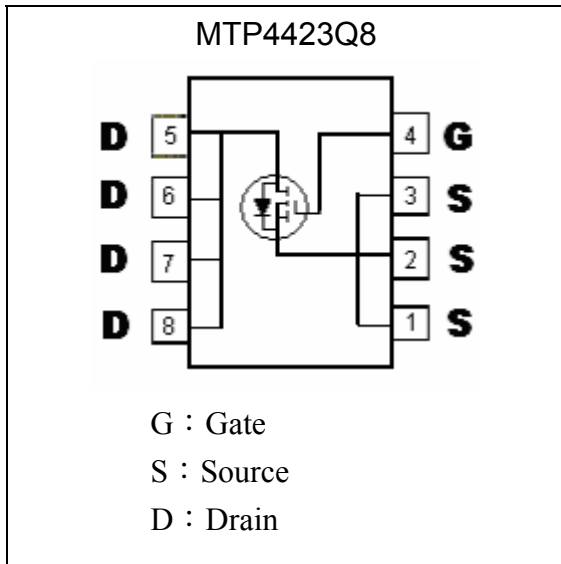 MTP4423Q8
D 5 4 G
D 6 3 S
D 7 2 S
D 8 1 S
G：Gate
S：Source
D：Drain